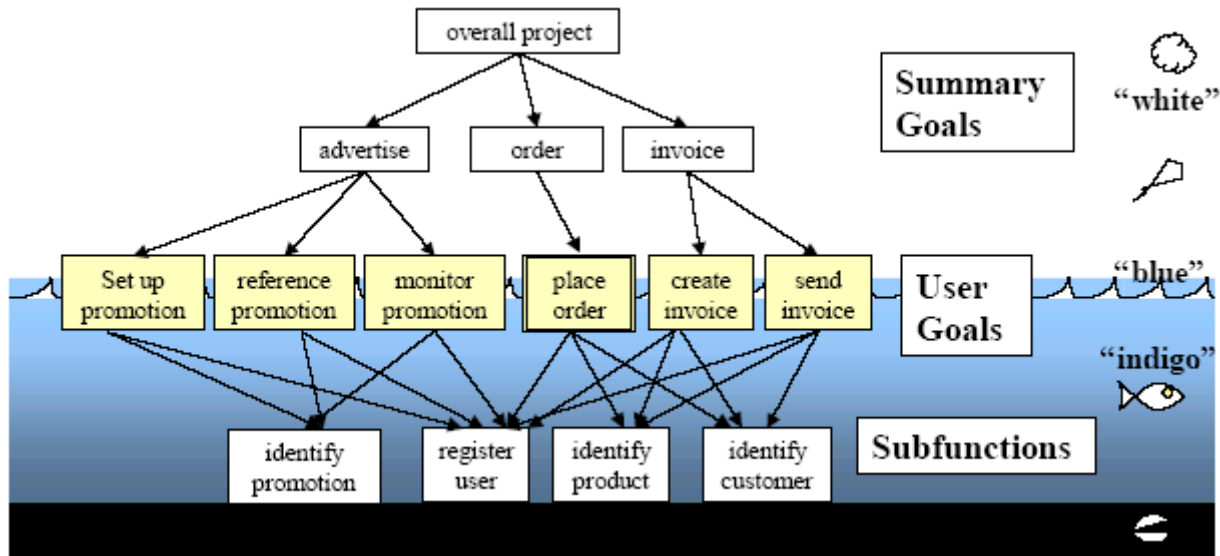 overall project
Summary
Goals
“white”
advertise
order
invoice
Set up
promotion
reference
promotion
monitor
promotion
place
order
create
invoice
send
invoice
User
Goals
“blue”
“indigo”
identify
promotion
register
user
identify
product
identify
customer
Subfunctions